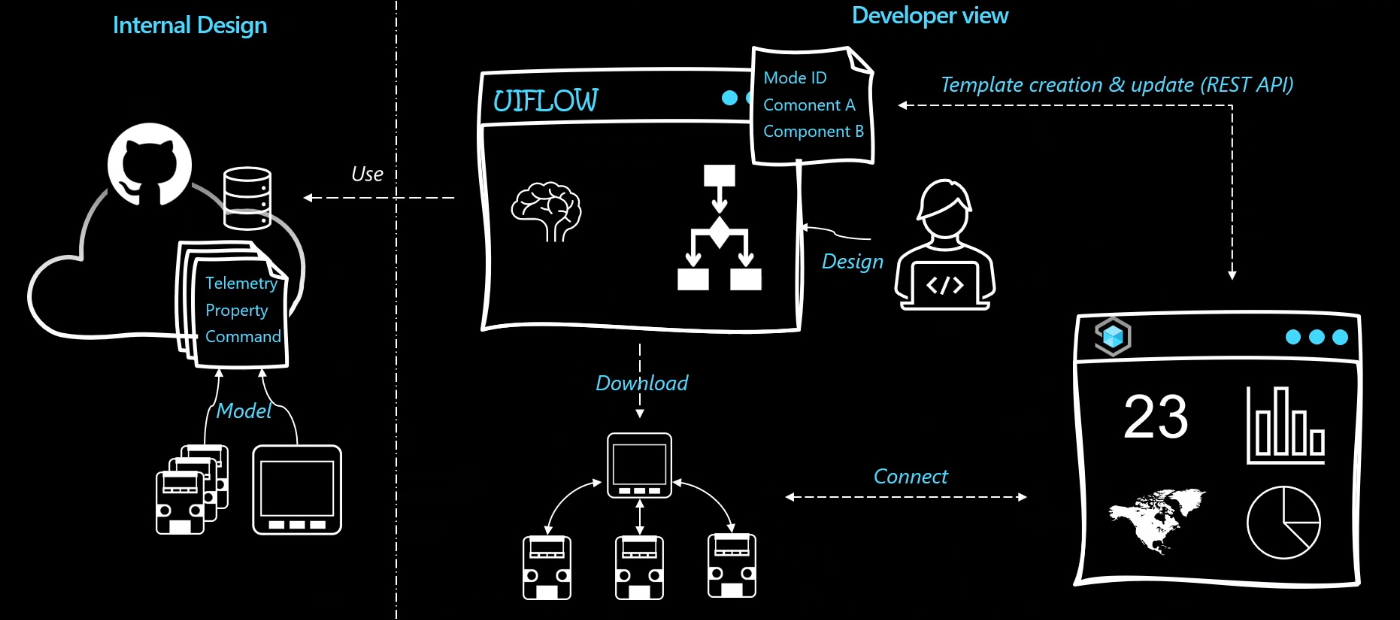 Internal Design
Developer view
UIFLOW
Mode ID
Comonent A
Component B
Template creation & update (REST API)
Use
Telemetry
Property
Command
Design
</>
Model
Download
23
Connect